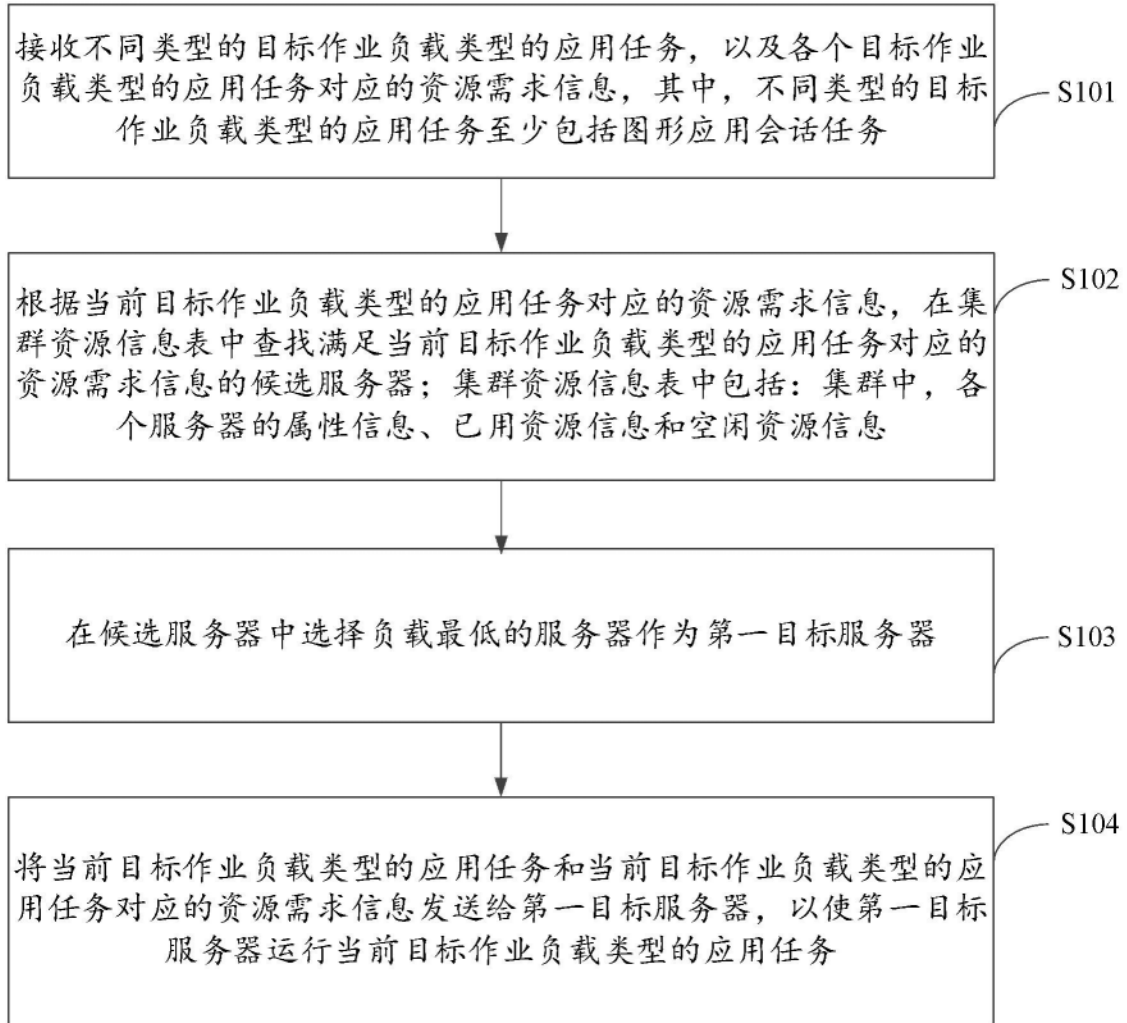 接收不同类型的目标作业负载类型的应用任务，以及各个目标作业
负载类型的应用任务对应的资源需求信息，其中，不同类型的目标
作业负载类型的应用任务至少包括图形应用会话任务
S101
根据当前目标作业负载类型的应用任务对应的资源需求信息，在集
群资源信息表中查找满足当前目标作业负载类型的应用任务对应的
资源需求信息的候选服务器；集群资源信息表中包括：集群中，各
个服务器的属性信息、已用资源信息和空闲资源信息
S102
在候选服务器中选择负载最低的服务器作为第一目标服务器
S103
将当前目标作业负载类型的应用任务和当前目标作业负载类型的应
用任务对应的资源需求信息发送给第一目标服务器，以使第一目标
服务器运行当前目标作业负载类型的应用任务
S104